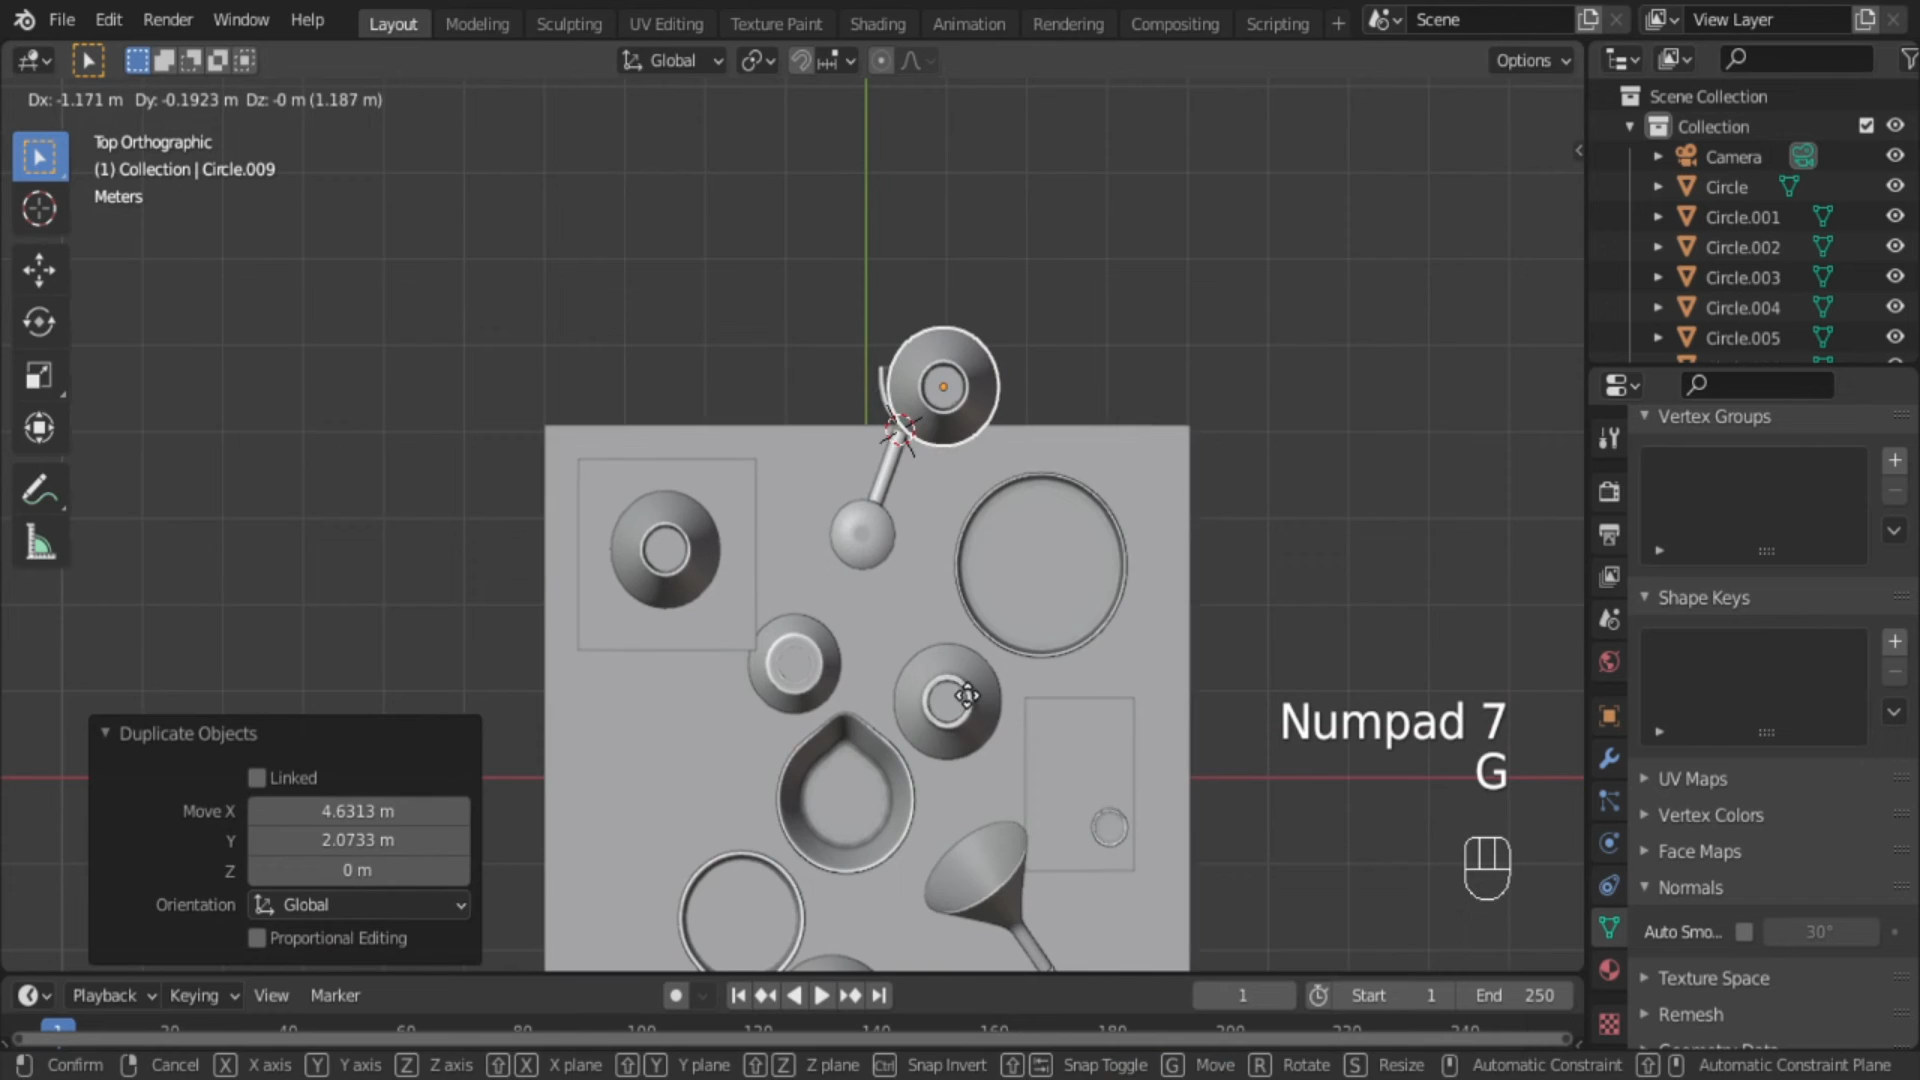 File Edit Render Window Help
Layout Modeling Sculpting UV Editing Texture Paint Shading Animation Rendering Compositing Scripting +
Scene
View Layer
Global
Options
Dx: -1.171 m Dy: -0.1923 m Dz: -0 m (1.187 m)
Top Orthographic
(1) Collection | Circle.009
Meters
Scene Collection
Collection
Camera
Circle
Circle.001
Circle.002
Circle.003
Circle.004
Circle.005
Vertex Groups
Shape Keys
UV Maps
Vertex Colors
Face Maps
Normals
Auto Smo... 30°
Texture Space
Remesh
Numpad 7
G
Duplicate Objects
Linked
Move X 4.6313 m
Y 2.0733 m
Z 0 m
Orientation Global
Proportional Editing
Playback Keying View Marker
1 Start 1 End 250
1
Confirm Cancel X X axis Y Y axis Z Z axis X X plane Y Y plane Z Z plane Ctrl Snap Invert Snap Toggle G Move R Rotate S Resize Automatic Constraint Automatic Constraint Plane